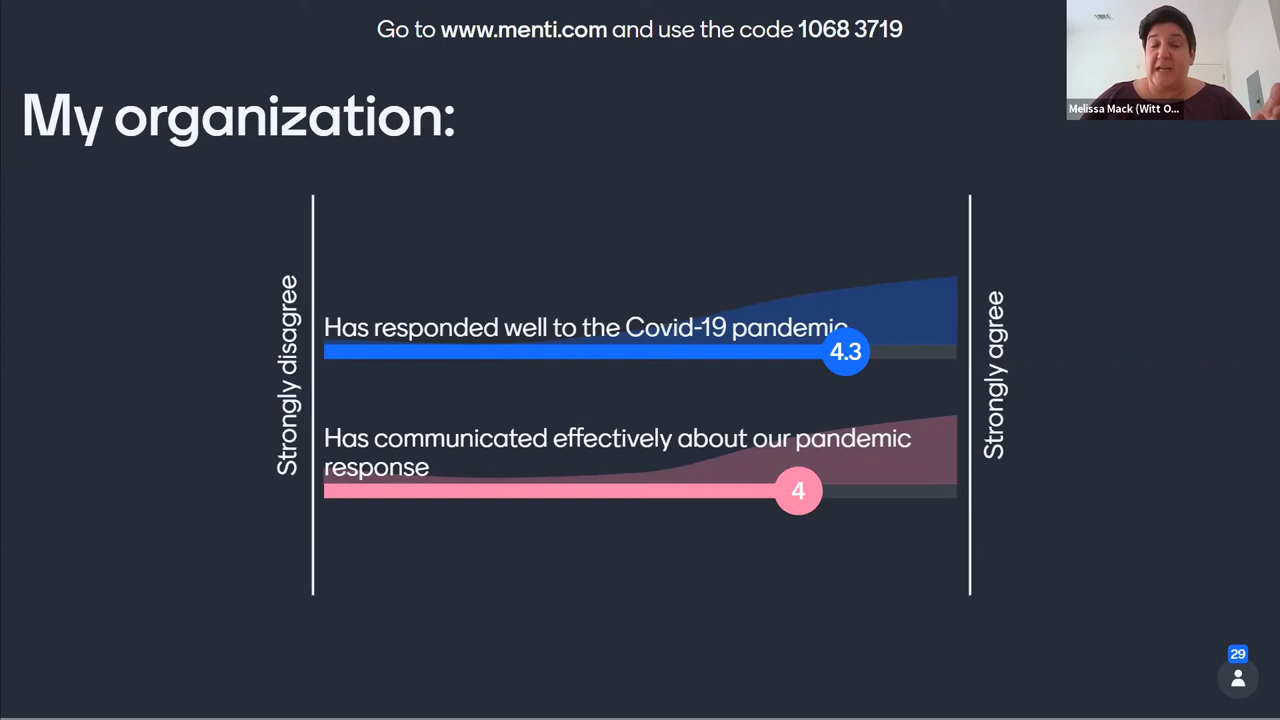 Go to www.menti.com and use the code 1068 3719
Melissa Mack (Witt O...
My organization:
Strongly disagree
Has responded well to the Covid-19 pandemic
4.3
Has communicated effectively about our pandemic
response
4
Strongly agree
29